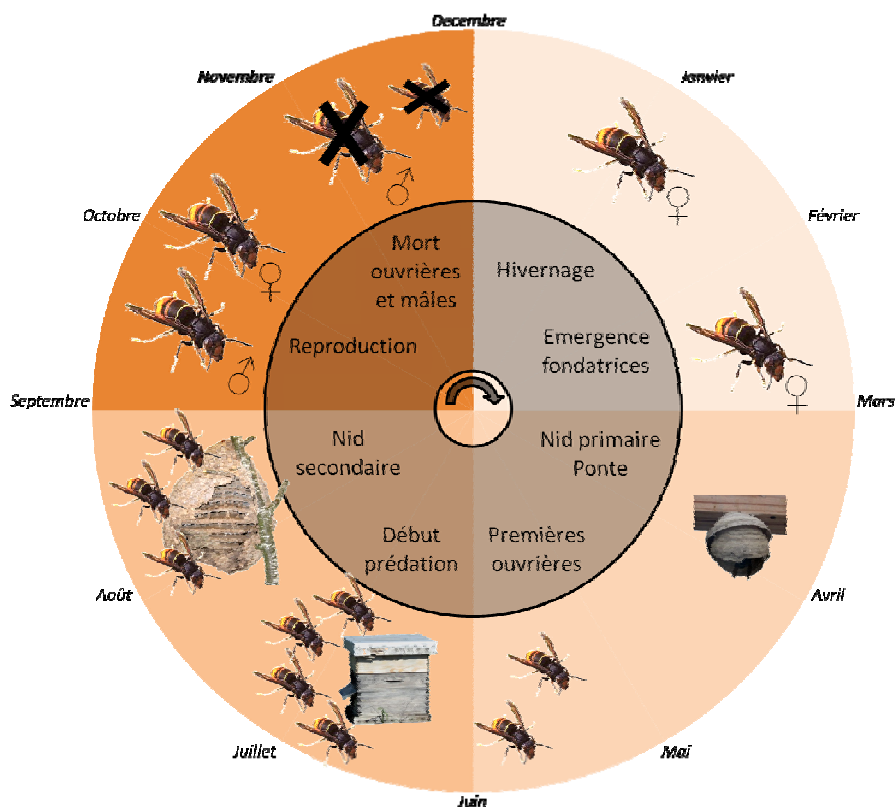 Decembre
Novembre
Janvier
Octobre
Février
Mort
ouvrières
et mâles
Hivernage
Reproduction
Emergence
fondatrices
Septembre
Mars
Nid
secondaire
Nid primaire
Ponte
Début
prédation
Premières
ouvrières
Août
Avril
Juillet
Mai
Juin